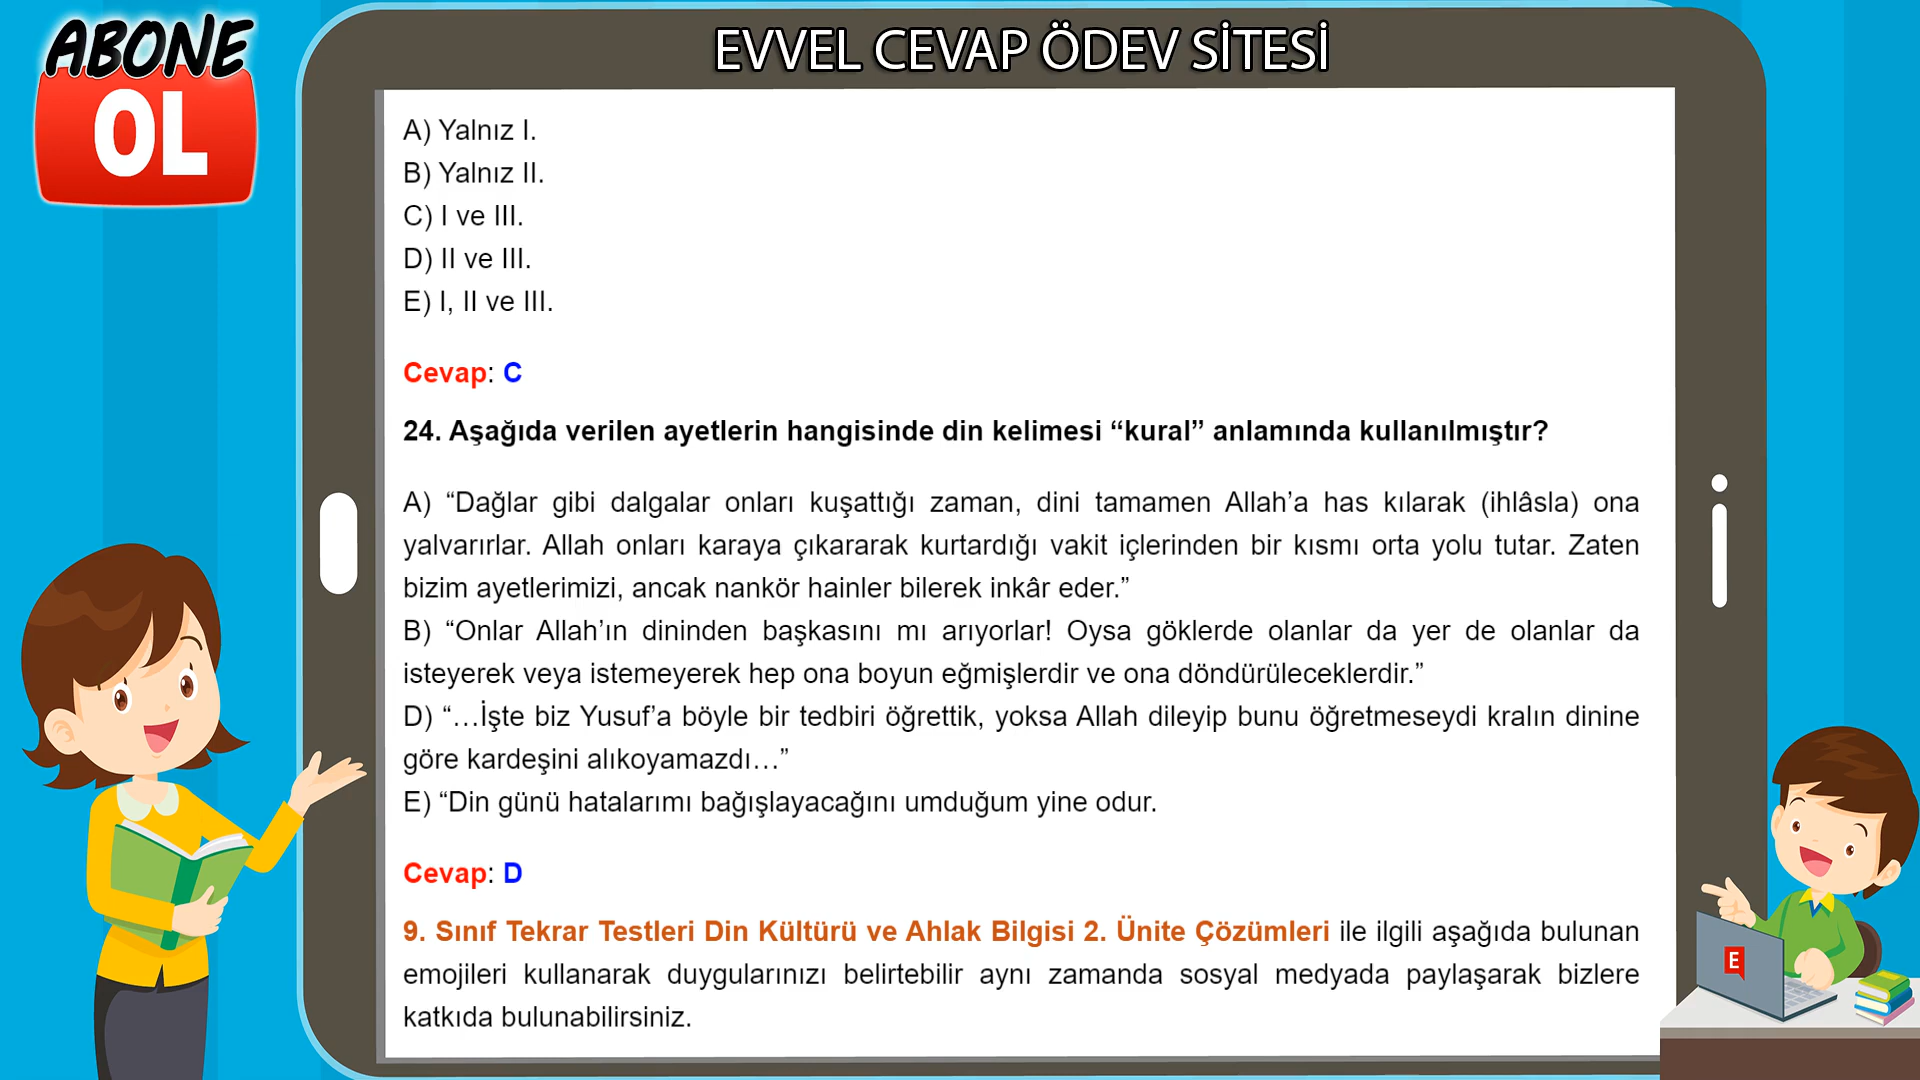 ABONE
OL
EVVEL CEVAP ÖDEV SİTESİ
A) Yalnız I.
B) Yalnız II.
C) I ve III.
D) II ve III.
E) I, II ve III.
Cevap: C
24. Aşağıda verilen ayetlerin hangisinde din kelimesi “kural” anlamında kullanılmıştır?
A) “Dağlar gibi dalgalar onları kuşattığı zaman, dini tamamen Allah’a has kılarak (ihlâsla) ona
yalvarırlar. Allah onları karaya çıkararak kurtardığı vakit içlerinden bir kısmı orta yolu tutar. Zaten
bizim ayetlerimizi, ancak nankör hainler bilerek inkâr eder.”
B) “Onlar Allah’ın dininden başkasını mı arıyorlar! Oysa göklerde olanlar da yer de olanlar da
isteyerek veya istemeyerek hep ona boyun eğmişlerdir ve ona döndürüleceklerdir.”
D) “…İşte biz Yusuf’a böyle bir tedbiri öğrettik, yoksa Allah dileyip bunu öğretmeseydi kralın dinine
göre kardeşini alıkoyamazdı…”
E) “Din günü hatalarımı bağışlayacağını umduğum yine odur.
Cevap: D
9. Sınıf Tekrar Testleri Din Kültürü ve Ahlak Bilgisi 2. Ünite Çözümleri ile ilgili aşağıda bulunan
emojileri kullanarak duygularınızı belirtebilir aynı zamanda sosyal medyada paylaşarak bizlere
katkıda bulunabilirsiniz.
E